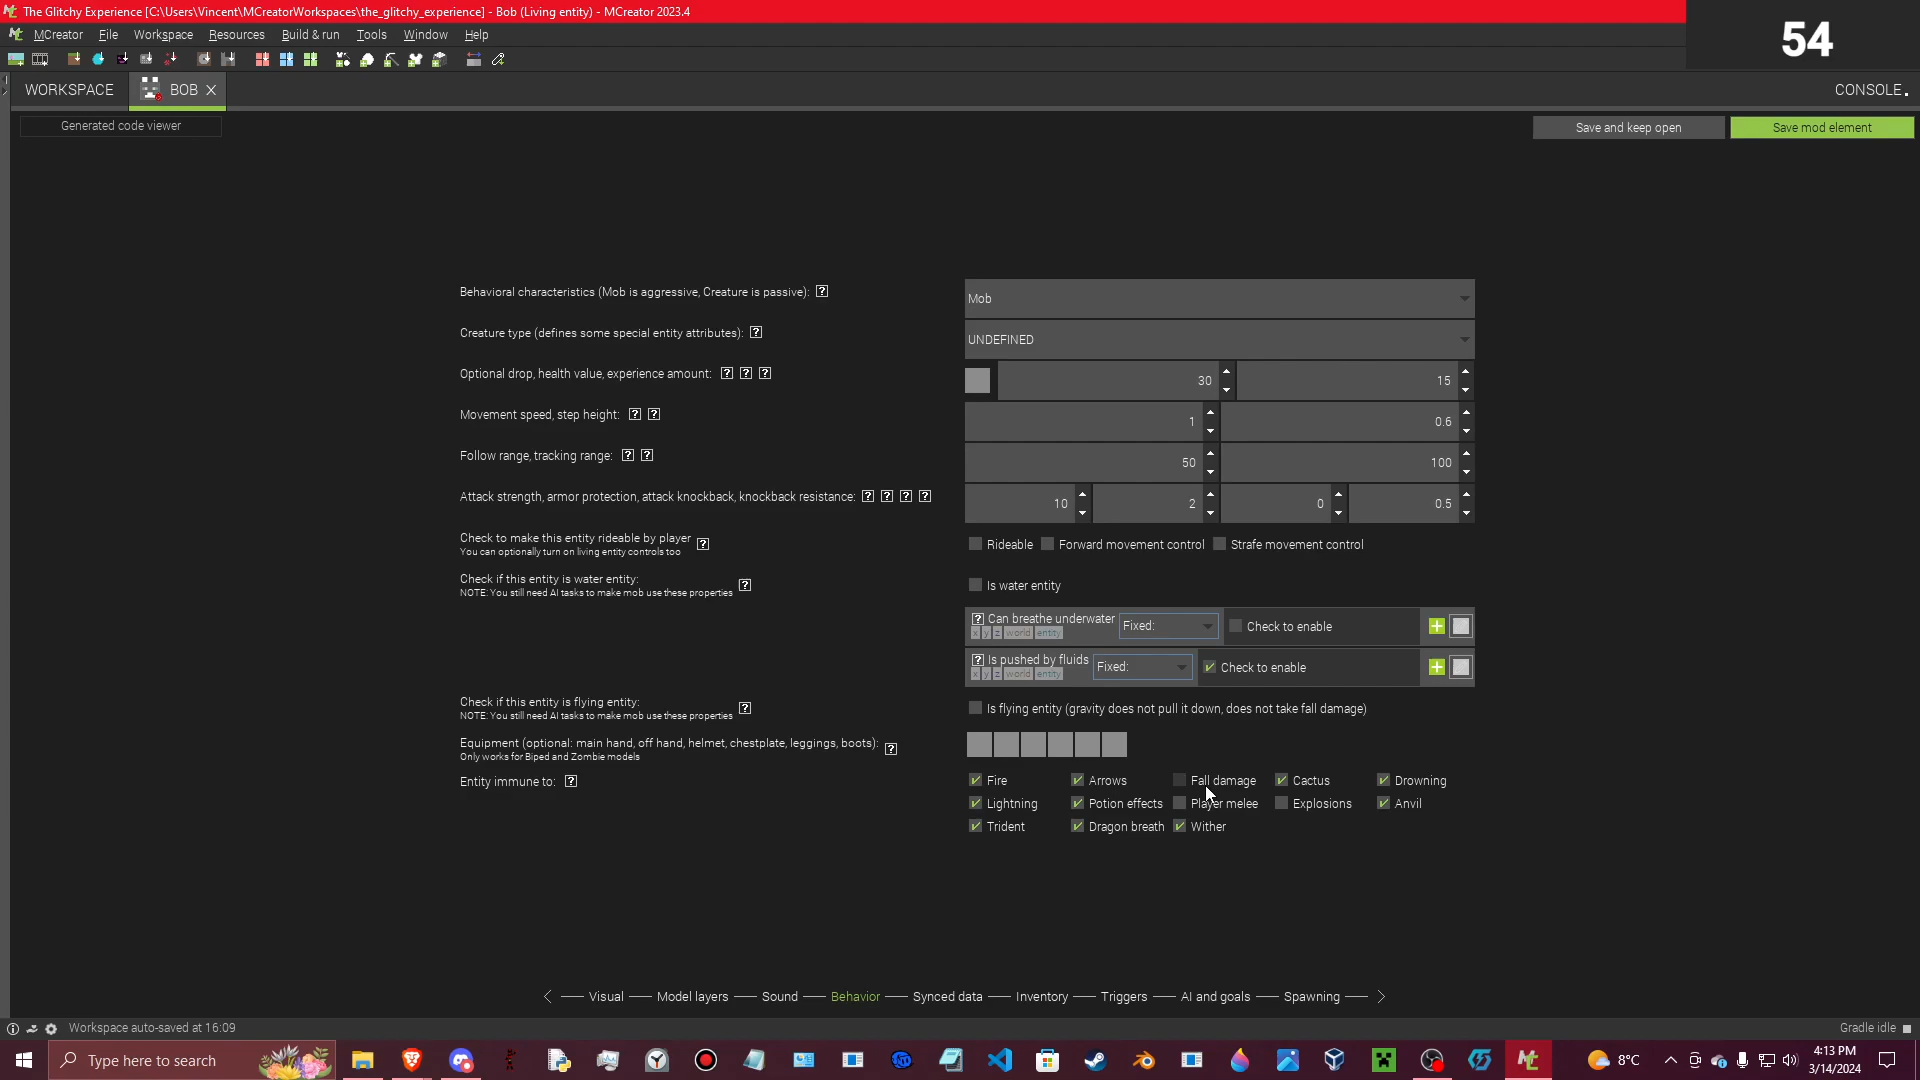 The Glitchy Experience [C:\Users\Vincent\MCreatorWorkspaces\the_glitchy_experience] - Bob (Living entity) - MCreator 2023.4
54
MCreator File Workspace Resources Build & run Tools Window Help
WORKSPACE BOB CONSOLE
Generated code viewer Save and keep open Save mod element
Behavioral characteristics (Mob is aggressive, Creature is passive): ? Mob
Creature type (defines some special entity attributes): ? UNDEFINED
Optional drop, health value, experience amount: ? ? ? 30 15
Movement speed, step height: ? ? 1 0.6
Follow range, tracking range: ? ? 50 100
Attack strength, armor protection, attack knockback, knockback resistance: ? ? ? ? 10 2 0 0.5
Check to make this entity rideable by player ? Rideable Forward movement control Strafe movement control
You can optionally turn on living entity controls too
Check if this entity is water entity: ? Is water entity
NOTE: You still need AI tasks to make mob use these properties
? Can breathe underwater Fixed: Check to enable
x y z world entity
? Is pushed by fluids Fixed: Check to enable
x y z world entity
Check if this entity is flying entity: ? Is flying entity (gravity does not pull it down, does not take fall damage)
NOTE: You still need AI tasks to make mob use these properties
Equipment (optional: main hand, off hand, helmet, chestplate, leggings, boots): ?
Only works for Biped and Zombie models
Entity immune to: ? Fire Arrows Fall damage Cactus Drowning
Lightning Potion effects Player melee Explosions Anvil
Trident Dragon breath Wither
Visual Model layers Sound Behavior Synced data Inventory Triggers AI and goals Spawning
Workspace auto-saved at 16:09 Gradle idle
Type here to search 8°C 4:13 PM
3/14/2024